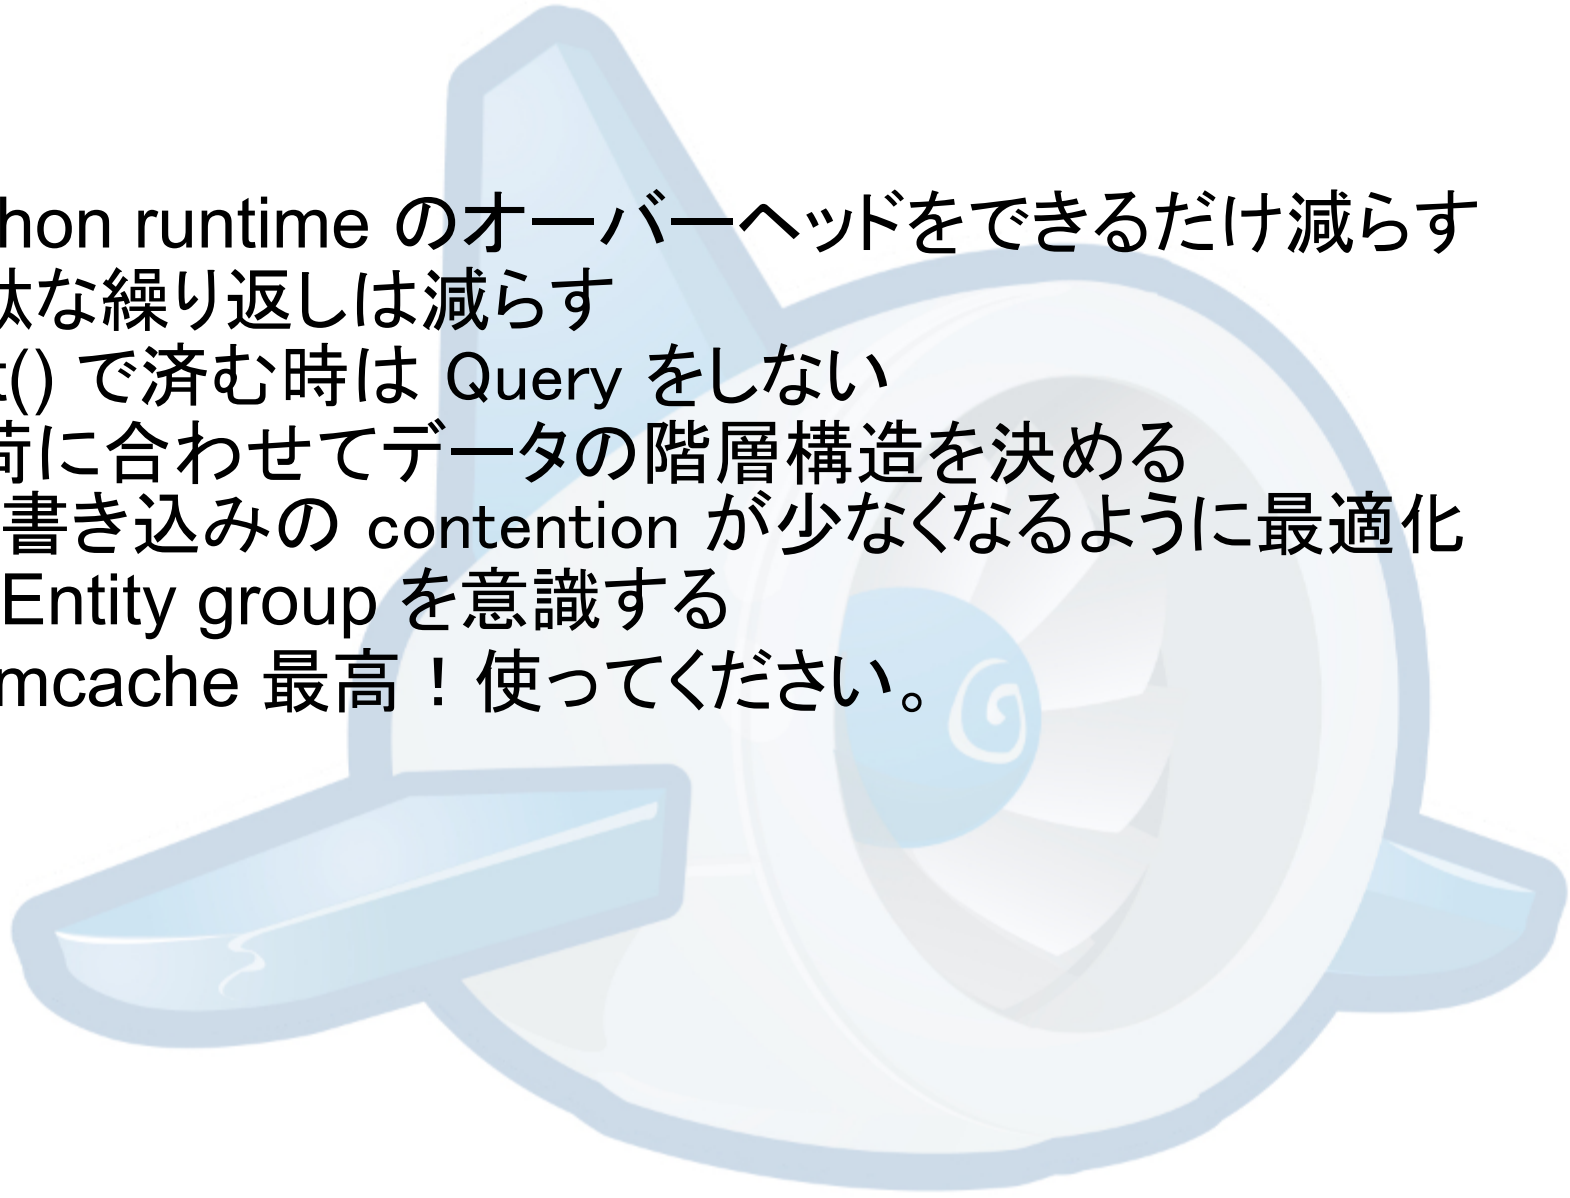 hon runtime のオーバーヘッドをできるだけ減らす
な繰り返しは減らす
t() で済む時は Query をしない
荷に合わせてデータの階層構造を決める
書き込みの contention が少なくなるように最適化
Entity group を意識する
mcache 最高！使ってください。